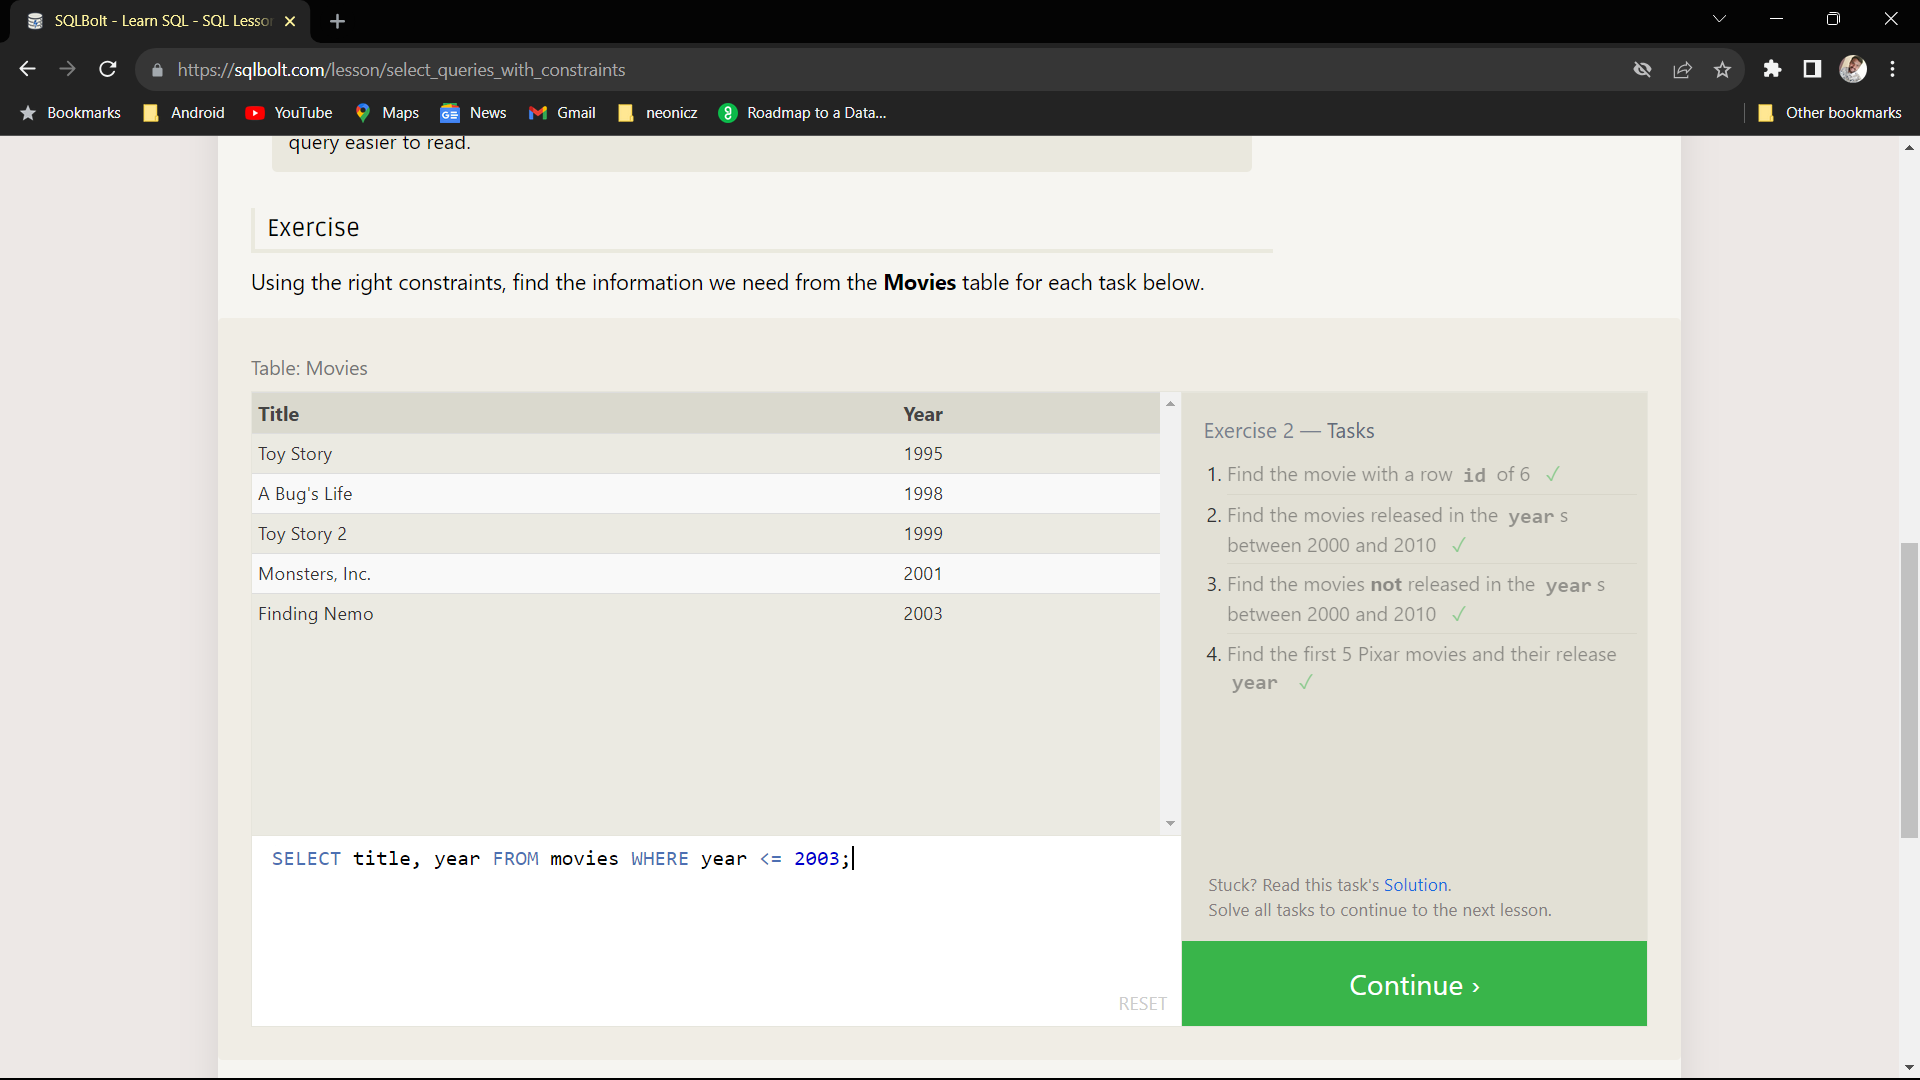 SQLBolt - Learn SQL - SQL Lesso
https://sqlbolt.com/lesson/select_queries_with_constraints
Bookmarks Android YouTube Maps News Gmail neonicz Roadmap to a Data... Other bookmarks
query easier to read.
Exercise
Using the right constraints, find the information we need from the Movies table for each task below.
Table: Movies
Title Year
Toy Story 1995
A Bug's Life 1998
Toy Story 2 1999
Monsters, Inc. 2001
Finding Nemo 2003
SELECT title, year FROM movies WHERE year <= 2003;
RESET
Exercise 2 — Tasks
1. Find the movie with a row id of 6 ✓
2. Find the movies released in the year s
between 2000 and 2010 ✓
3. Find the movies not released in the year s
between 2000 and 2010 ✓
4. Find the first 5 Pixar movies and their release
year ✓
Stuck? Read this task's Solution.
Solve all tasks to continue to the next lesson.
Continue ›